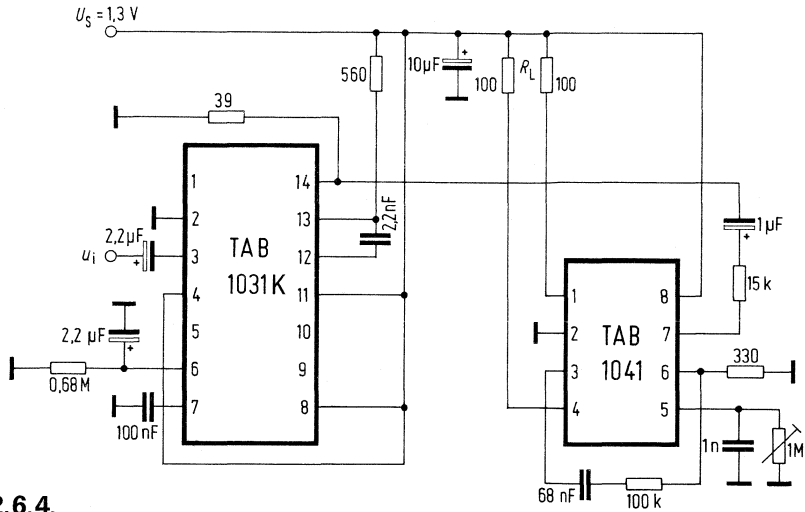 U_S = 1,3 V
560
10µF
100
R_L
100
39
1
2
3
4
5
6
7
14
13
12
11
10
9
8
TAB
1031K
2,2nF
2,2µF
u_i
2,2 µF
0,68M
100 nF
1µF
15 k
1
2
3
4
8
7
6
5
TAB
1041
330
1n
1M
68 nF
100 k
2.6.4.